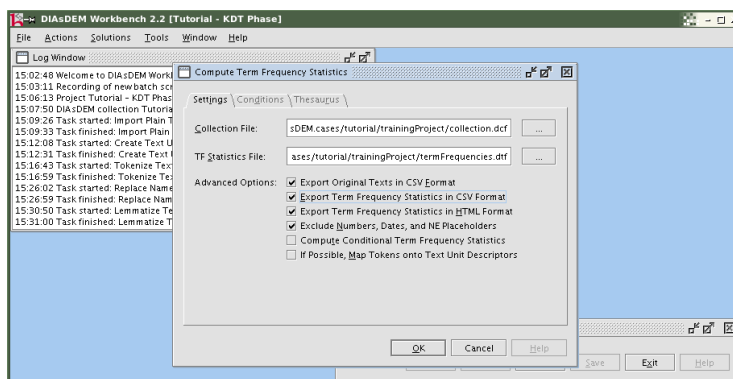 DIAsDEM Workbench 2.2 [Tutorial - KDT Phase]
File Actions Solutions Tools Window Help
Log Window
15:02:48 Welcome to DIAsDEM Workl
15:03:11 Recording of new batch scr
15:06:13 Project Tutorial - KDT Phas
15:07:50 DIAsDEM collection Tutoria
15:09:26 Task started: Import Plain T
15:09:33 Task finished: Import Plain
15:12:08 Task started: Create Text U
15:12:31 Task finished: Create Text
15:16:43 Task started: Tokenize Tex
15:16:59 Task finished: Tokenize Tex
15:26:02 Task started: Replace Name
15:26:59 Task finished: Replace Nam
15:30:50 Task started: Lemmatize Te
15:31:00 Task finished: Lemmatize T
Compute Term Frequency Statistics
Settings Conditions Thesaurus
Collection File: sDEM.cases/tutorial/trainingProject/collection.dcf ...
TF Statistics File: ases/tutorial/trainingProject/termFrequencies.dtf ...
Advanced Options: Export Original Texts in CSV Format
Export Term Frequency Statistics in CSV Format
Export Term Frequency Statistics in HTML Format
Exclude Numbers, Dates, and NE Placeholders
Compute Conditional Term Frequency Statistics
If Possible, Map Tokens onto Text Unit Descriptors
OK Cancel Help
Save Exit Help